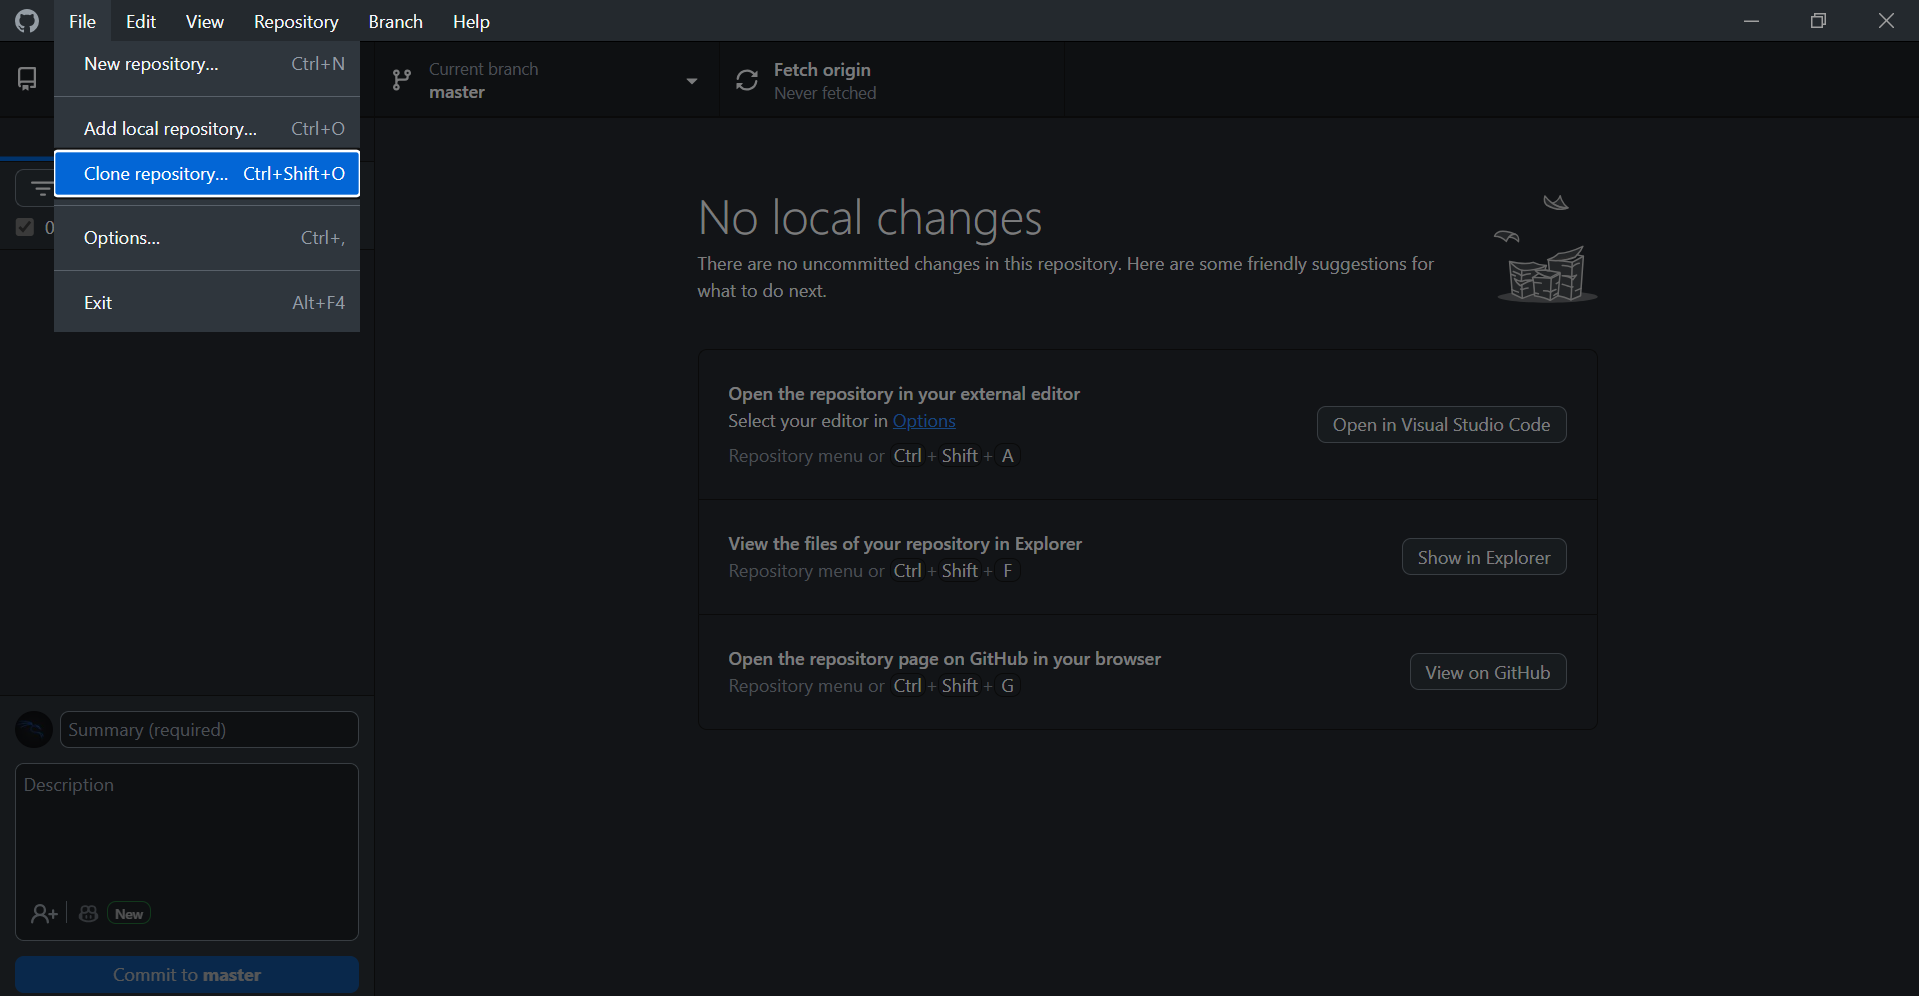 File Edit View Repository Branch Help
New repository... Ctrl+N
Add local repository... Ctrl+O
Clone repository... Ctrl+Shift+O
Options... Ctrl+,
Exit Alt+F4
0
Current branch
master
Fetch origin
Never fetched
No local changes
There are no uncommitted changes in this repository. Here are some friendly suggestions for
what to do next.
Open the repository in your external editor
Select your editor in Options
Repository menu or Ctrl + Shift + A
Open in Visual Studio Code
View the files of your repository in Explorer
Repository menu or Ctrl + Shift + F
Show in Explorer
Open the repository page on GitHub in your browser
Repository menu or Ctrl + Shift + G
View on GitHub
Summary (required)
Description
New
Commit to master